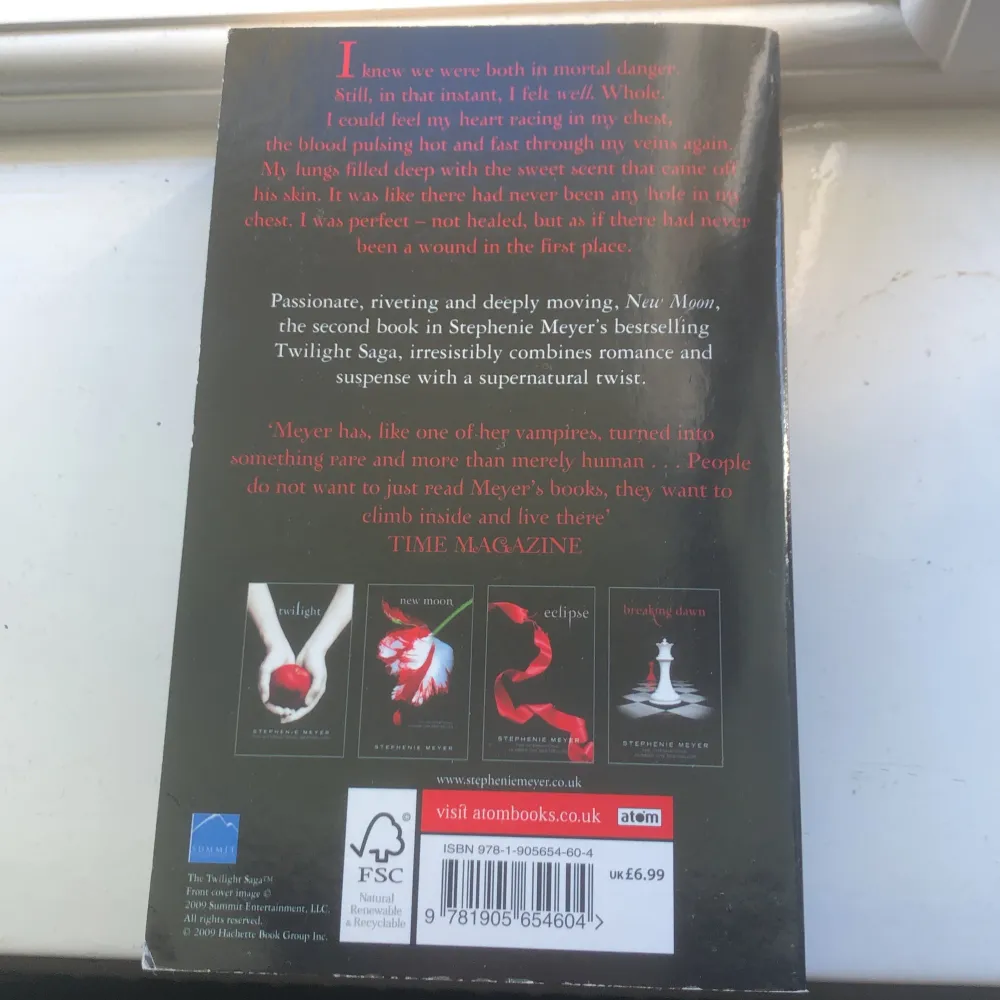 I knew we were both in mortal danger.
Still, in that instant, I felt well. Whole.
I could feel my heart racing in my chest,
the blood pulsing hot and fast through my veins again.
My lungs filled deep with the sweet scent that came off
his skin. It was like there had never been any hole in my
chest. I was perfect – not healed, but as if there had never
been a wound in the first place.
Passionate, riveting and deeply moving, New Moon,
the second book in Stephenie Meyer's bestselling
Twilight Saga, irresistibly combines romance and
suspense with a supernatural twist.
'Meyer has, like one of her vampires, turned into
something rare and more than merely human . . . People
do not want to just read Meyer's books, they want to
climb inside and live there'
TIME MAGAZINE
twilight
STEPHENIE MEYER
new moon
STEPHENIE MEYER
eclipse
STEPHENIE MEYER
breaking dawn
STEPHENIE MEYER
www.stepheniemeyer.co.uk
SUMMIT
The Twilight Saga™
Front cover image ©
2009 Summit Entertainment, LLC.
All rights reserved.
© 2009 Hachette Book Group Inc.
©
FSC
Natural
Renewable
& Recyclable
visit atombooks.co.uk atom
ISBN 978-1-905654-60-4
UK £6.99
9 781905 654604 >